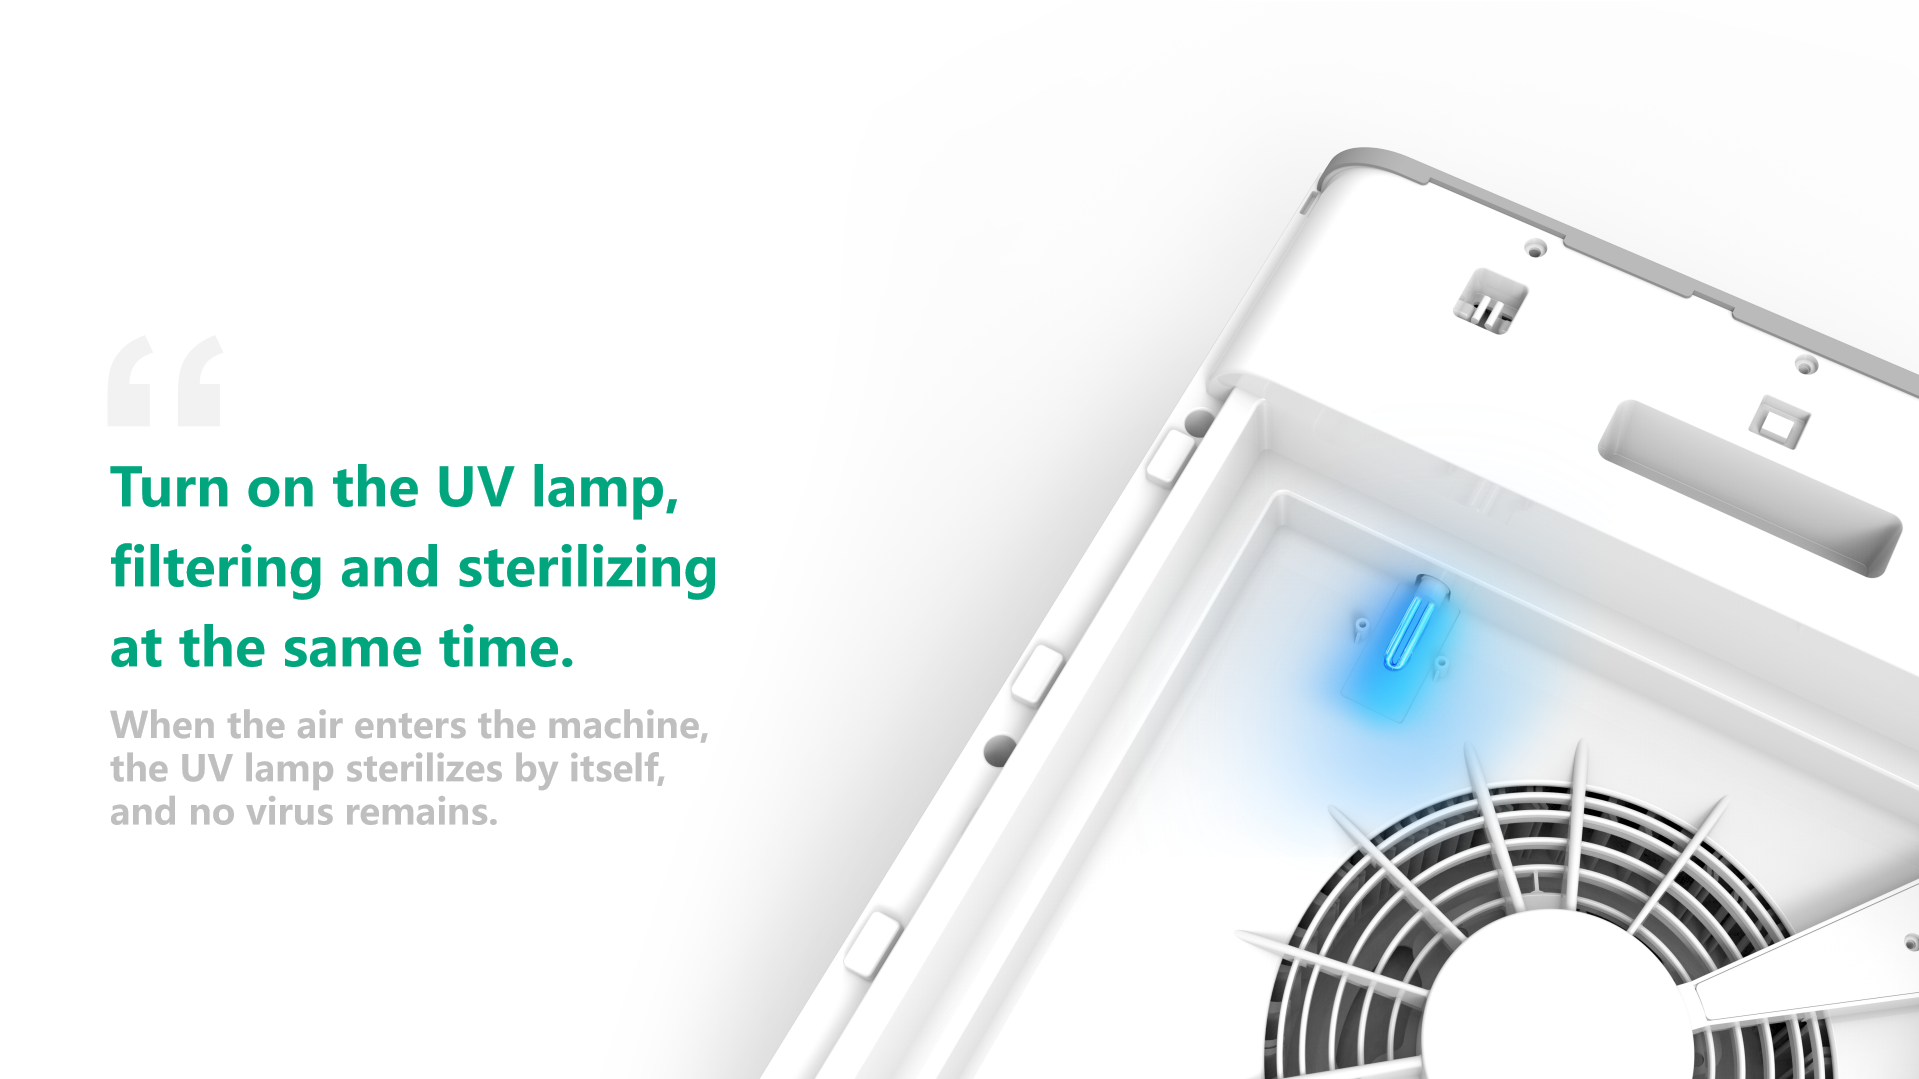 “
Turn on the UV lamp,
filtering and sterilizing
at the same time.
When the air enters the machine,
the UV lamp sterilizes by itself,
and no virus remains.